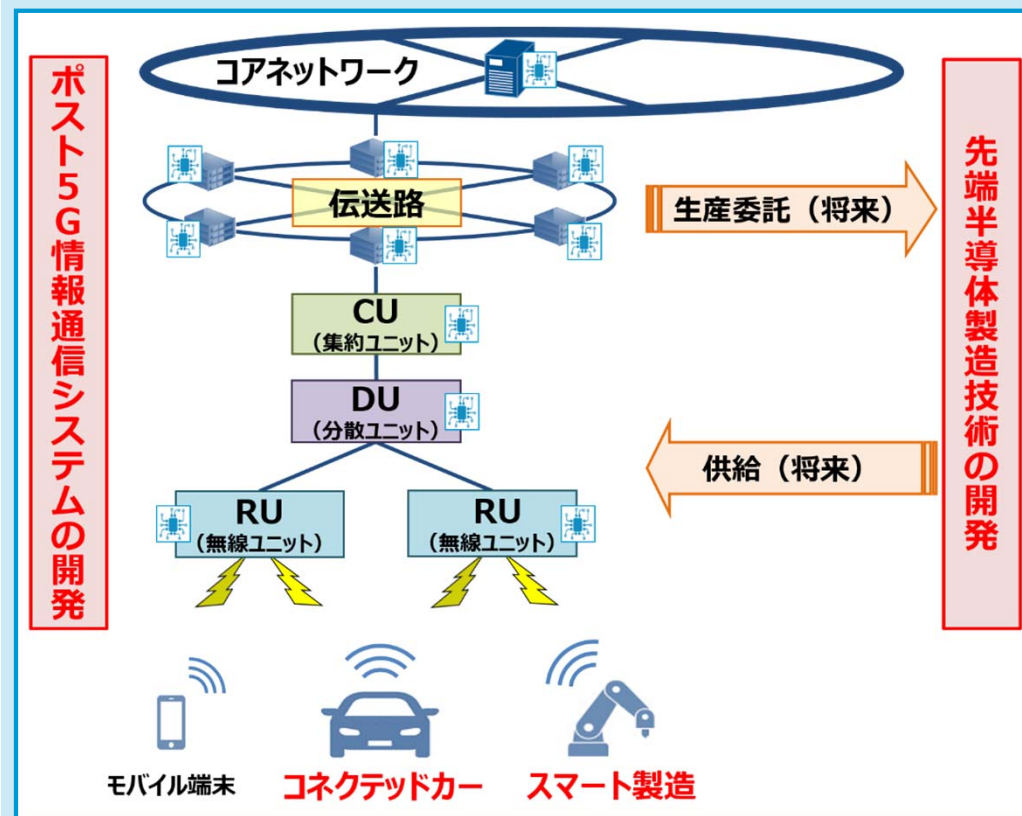 コアネットワーク
ポスト5G情報通信システムの開発
先端半導体製造技術の開発
伝送路
生産委託（将来）
CU
（集約ユニット）
DU
（分散ユニット）
供給（将来）
RU
（無線ユニット）
RU
（無線ユニット）
モバイル端末
コネクテッドカー
スマート製造